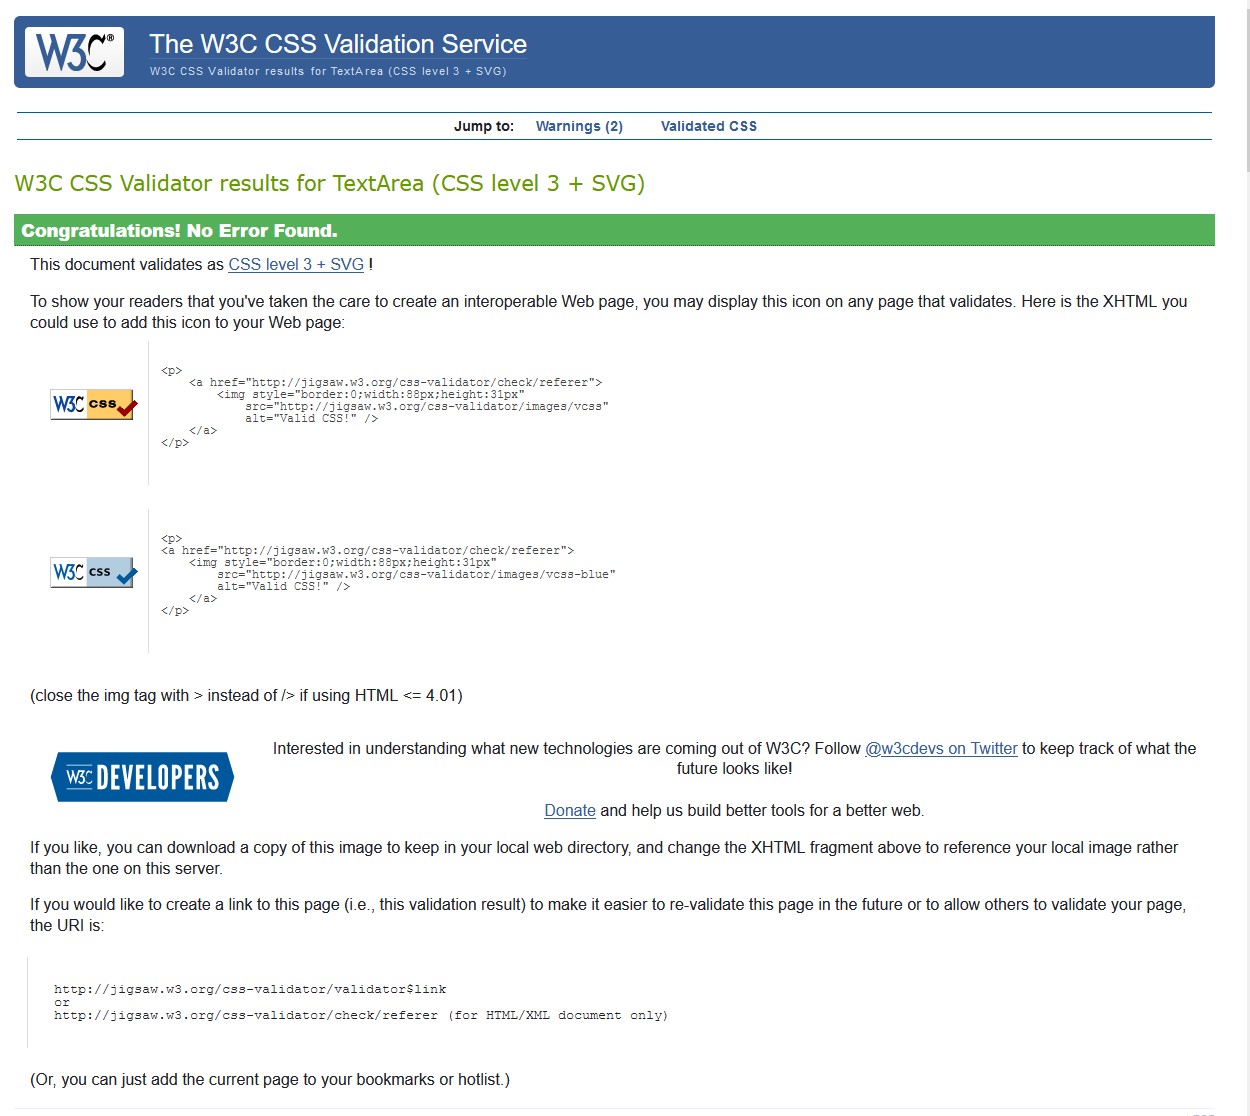 W3C®
The W3C CSS Validation Service
W3C CSS Validator results for TextArea (CSS level 3 + SVG)
Jump to: Warnings (2) Validated CSS
W3C CSS Validator results for TextArea (CSS level 3 + SVG)
Congratulations! No Error Found.
This document validates as CSS level 3 + SVG !
To show your readers that you've taken the care to create an interoperable Web page, you may display this icon on any page that validates. Here is the XHTML you
could use to add this icon to your Web page:
W3C css
<p>
    <a href="http://jigsaw.w3.org/css-validator/check/referer">
        <img style="border:0;width:88px;height:31px"
            src="http://jigsaw.w3.org/css-validator/images/vcss"
            alt="Valid CSS!" />
    </a>
</p>
W3C css
<p>
<a href="http://jigsaw.w3.org/css-validator/check/referer">
    <img style="border:0;width:88px;height:31px"
        src="http://jigsaw.w3.org/css-validator/images/vcss-blue"
        alt="Valid CSS!" />
    </a>
</p>
(close the img tag with > instead of /> if using HTML <= 4.01)
W3C DEVELOPERS
Interested in understanding what new technologies are coming out of W3C? Follow @w3cdevs on Twitter to keep track of what the
future looks like!
Donate and help us build better tools for a better web.
If you like, you can download a copy of this image to keep in your local web directory, and change the XHTML fragment above to reference your local image rather
than the one on this server.
If you would like to create a link to this page (i.e., this validation result) to make it easier to re-validate this page in the future or to allow others to validate your page,
the URI is:
http://jigsaw.w3.org/css-validator/validator$link
or
http://jigsaw.w3.org/css-validator/check/referer (for HTML/XML document only)
(Or, you can just add the current page to your bookmarks or hotlist.)